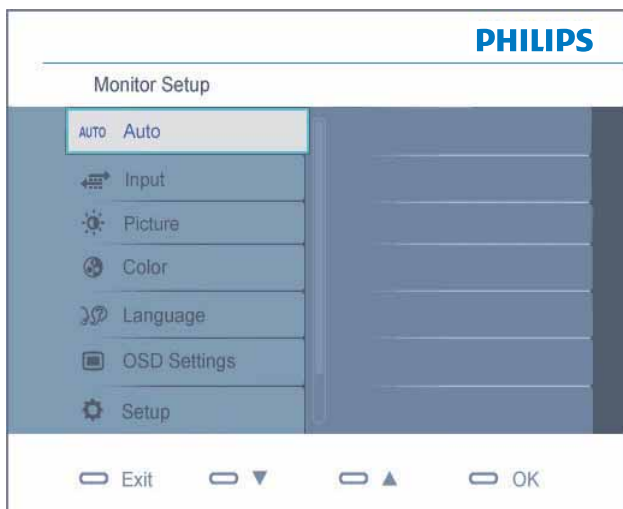 PHILIPS
Monitor Setup
AUTO Auto
Input
Picture
Color
Language
OSD Settings
Setup
Exit ▼ ▲ OK